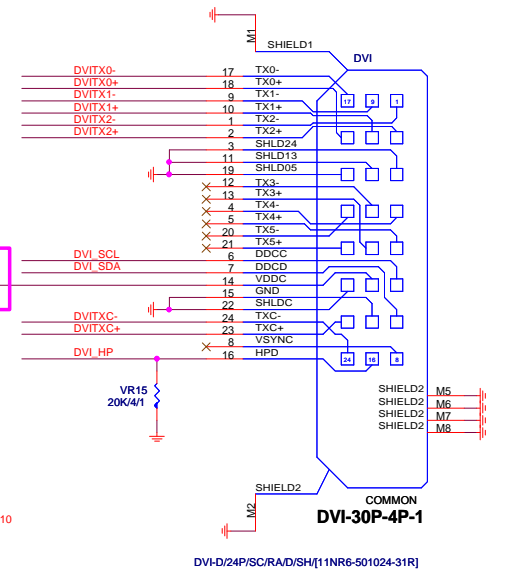 M1
SHIELD1
DVI
DVITX0- 17 TX0-
DVITX0+ 18 TX0+
DVITX1- 9 TX1-
DVITX1+ 10 TX1+
DVITX2- 1 TX2-
DVITX2+ 2 TX2+
3 SHLD24
11 SHLD13
19 SHLD05
12 TX3-
13 TX3+
4 TX4-
5 TX4+
20 TX5-
21 TX5+
DVI_SCL 6 DDCC
DVI_SDA 7 DDCD
14 VDDC
15 GND
22 SHLDC
DVITXC- 24 TXC-
DVITXC+ 23 TXC+
8 VSYNC
DVI_HP 16 HPD
17 9 1
24 16 8
VR15
20K/4/1
SHIELD2 M5
SHIELD2 M6
SHIELD2 M7
SHIELD2 M8
SHIELD2
M2
COMMON
DVI-30P-4P-1
10
DVI-D/24P/SC/RA/D/SH/[11NR6-501024-31R]